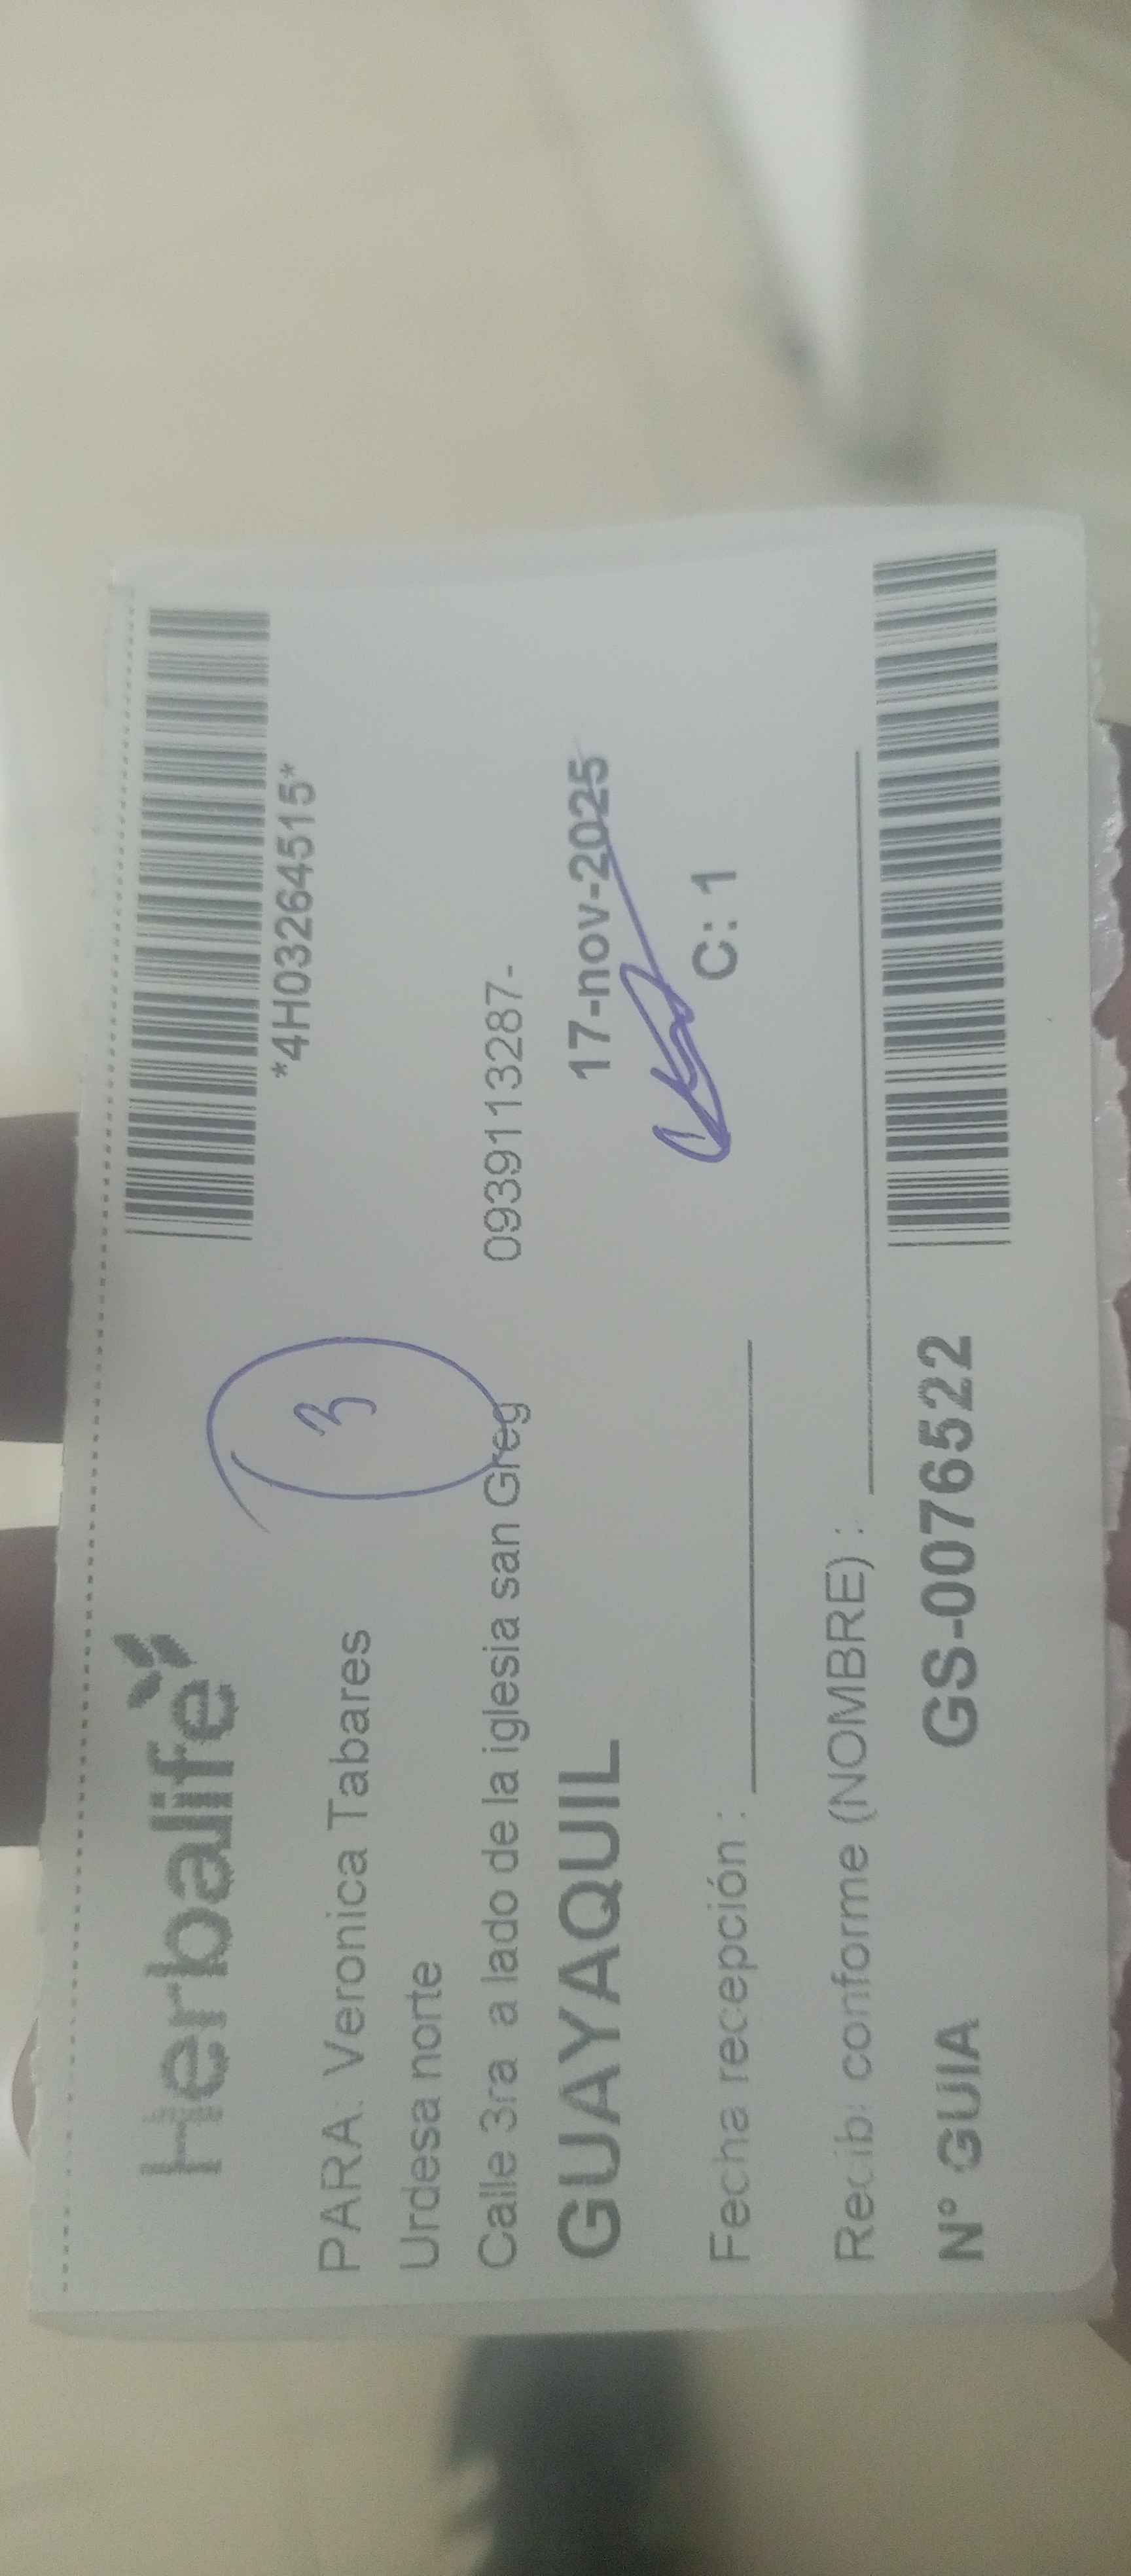 Herbalife
*4H03264515*
3
PARA: Veronica Tabares
Urdesa norte
Calle 3ra a lado de la iglesia san Greg 0939113287-
GUAYAQUIL 17-nov-2025
Fecha recepción : C: 1
Recibi conforme (NOMBRE) :
N° GUIA GS-0076522